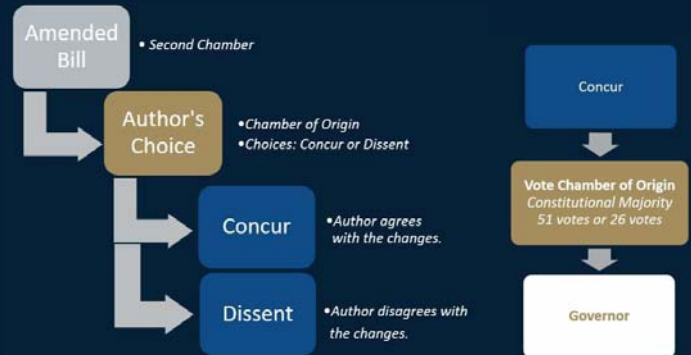 Amended
Bill
• Second Chamber
Author's
Choice
• Chamber of Origin
• Choices: Concur or Dissent
Concur
•Author agrees
with the changes.
Dissent
•Author disagrees with
the changes.
Concur
Vote Chamber of Origin
Constitutional Majority
51 votes or 26 votes
Governor